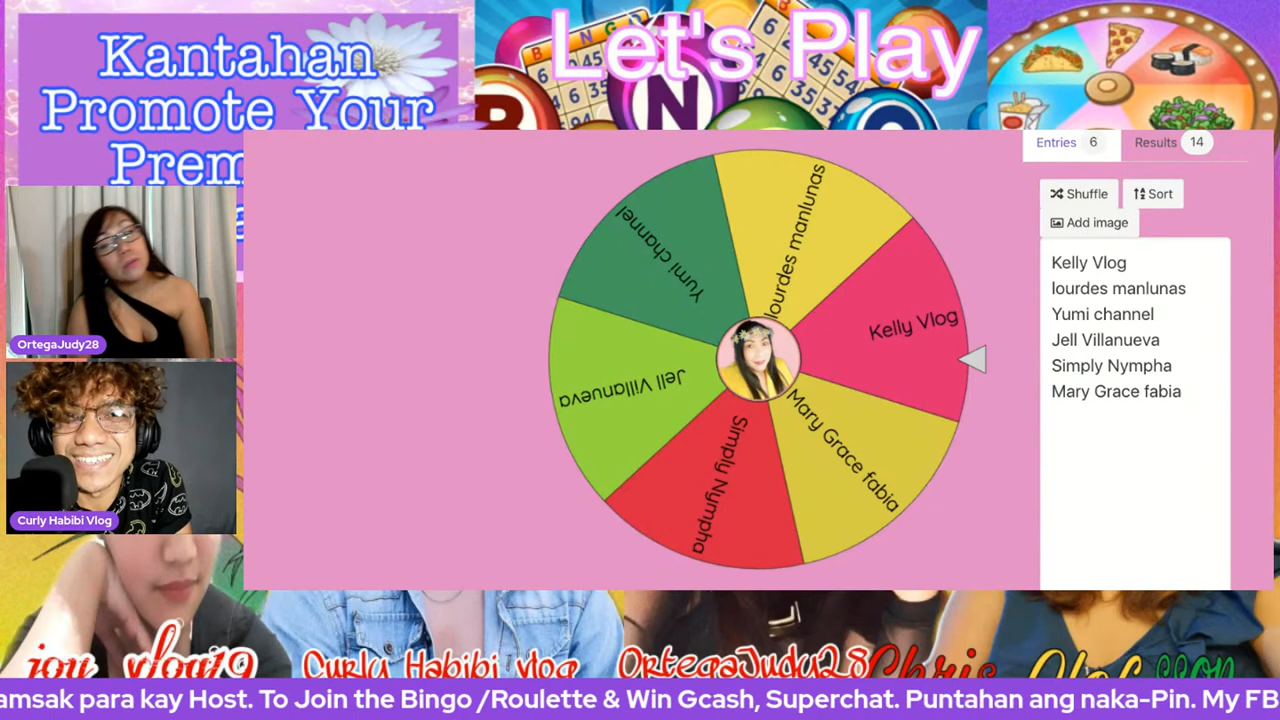 Kantahan
Promote Your
Prem
Let's Play
B I N G
N
Entries 6
Results 14
Shuffle
Sort
Add image
Kelly Vlog
lourdes manlunas
Yumi channel
Jell Villanueva
Simply Nympha
Mary Grace fabia
lourdes manlunas
Kelly Vlog
Mary Grace fabia
Simply Nympha
Jell Villanueva
Yumi channel
OrtegaJudy28
Curly Habibi Vlog
joy vlog19
Curly Habibi vlog
OrtegaJudy28
Chris
amsak para kay Host. To Join the Bingo /Roulette & Win Gcash, Superchat. Puntahan ang naka-Pin. My FB